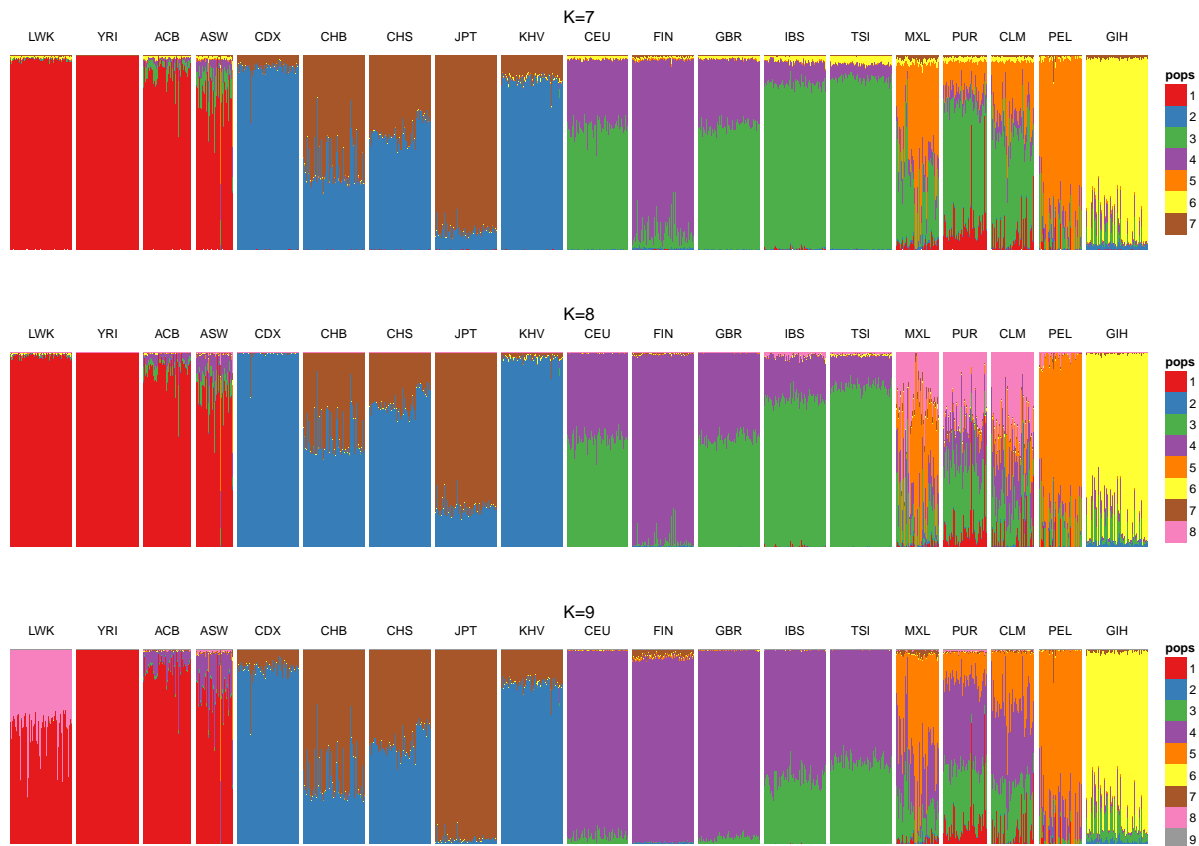 K=7
LWK YRI ACB ASW CDX CHB CHS JPT KHV CEU FIN GBR IBS TSI MXL PUR CLM PEL GIH
pops
1
2
3
4
5
6
7
K=8
LWK YRI ACB ASW CDX CHB CHS JPT KHV CEU FIN GBR IBS TSI MXL PUR CLM PEL GIH
pops
1
2
3
4
5
6
7
8
K=9
LWK YRI ACB ASW CDX CHB CHS JPT KHV CEU FIN GBR IBS TSI MXL PUR CLM PEL GIH
pops
1
2
3
4
5
6
7
8
9